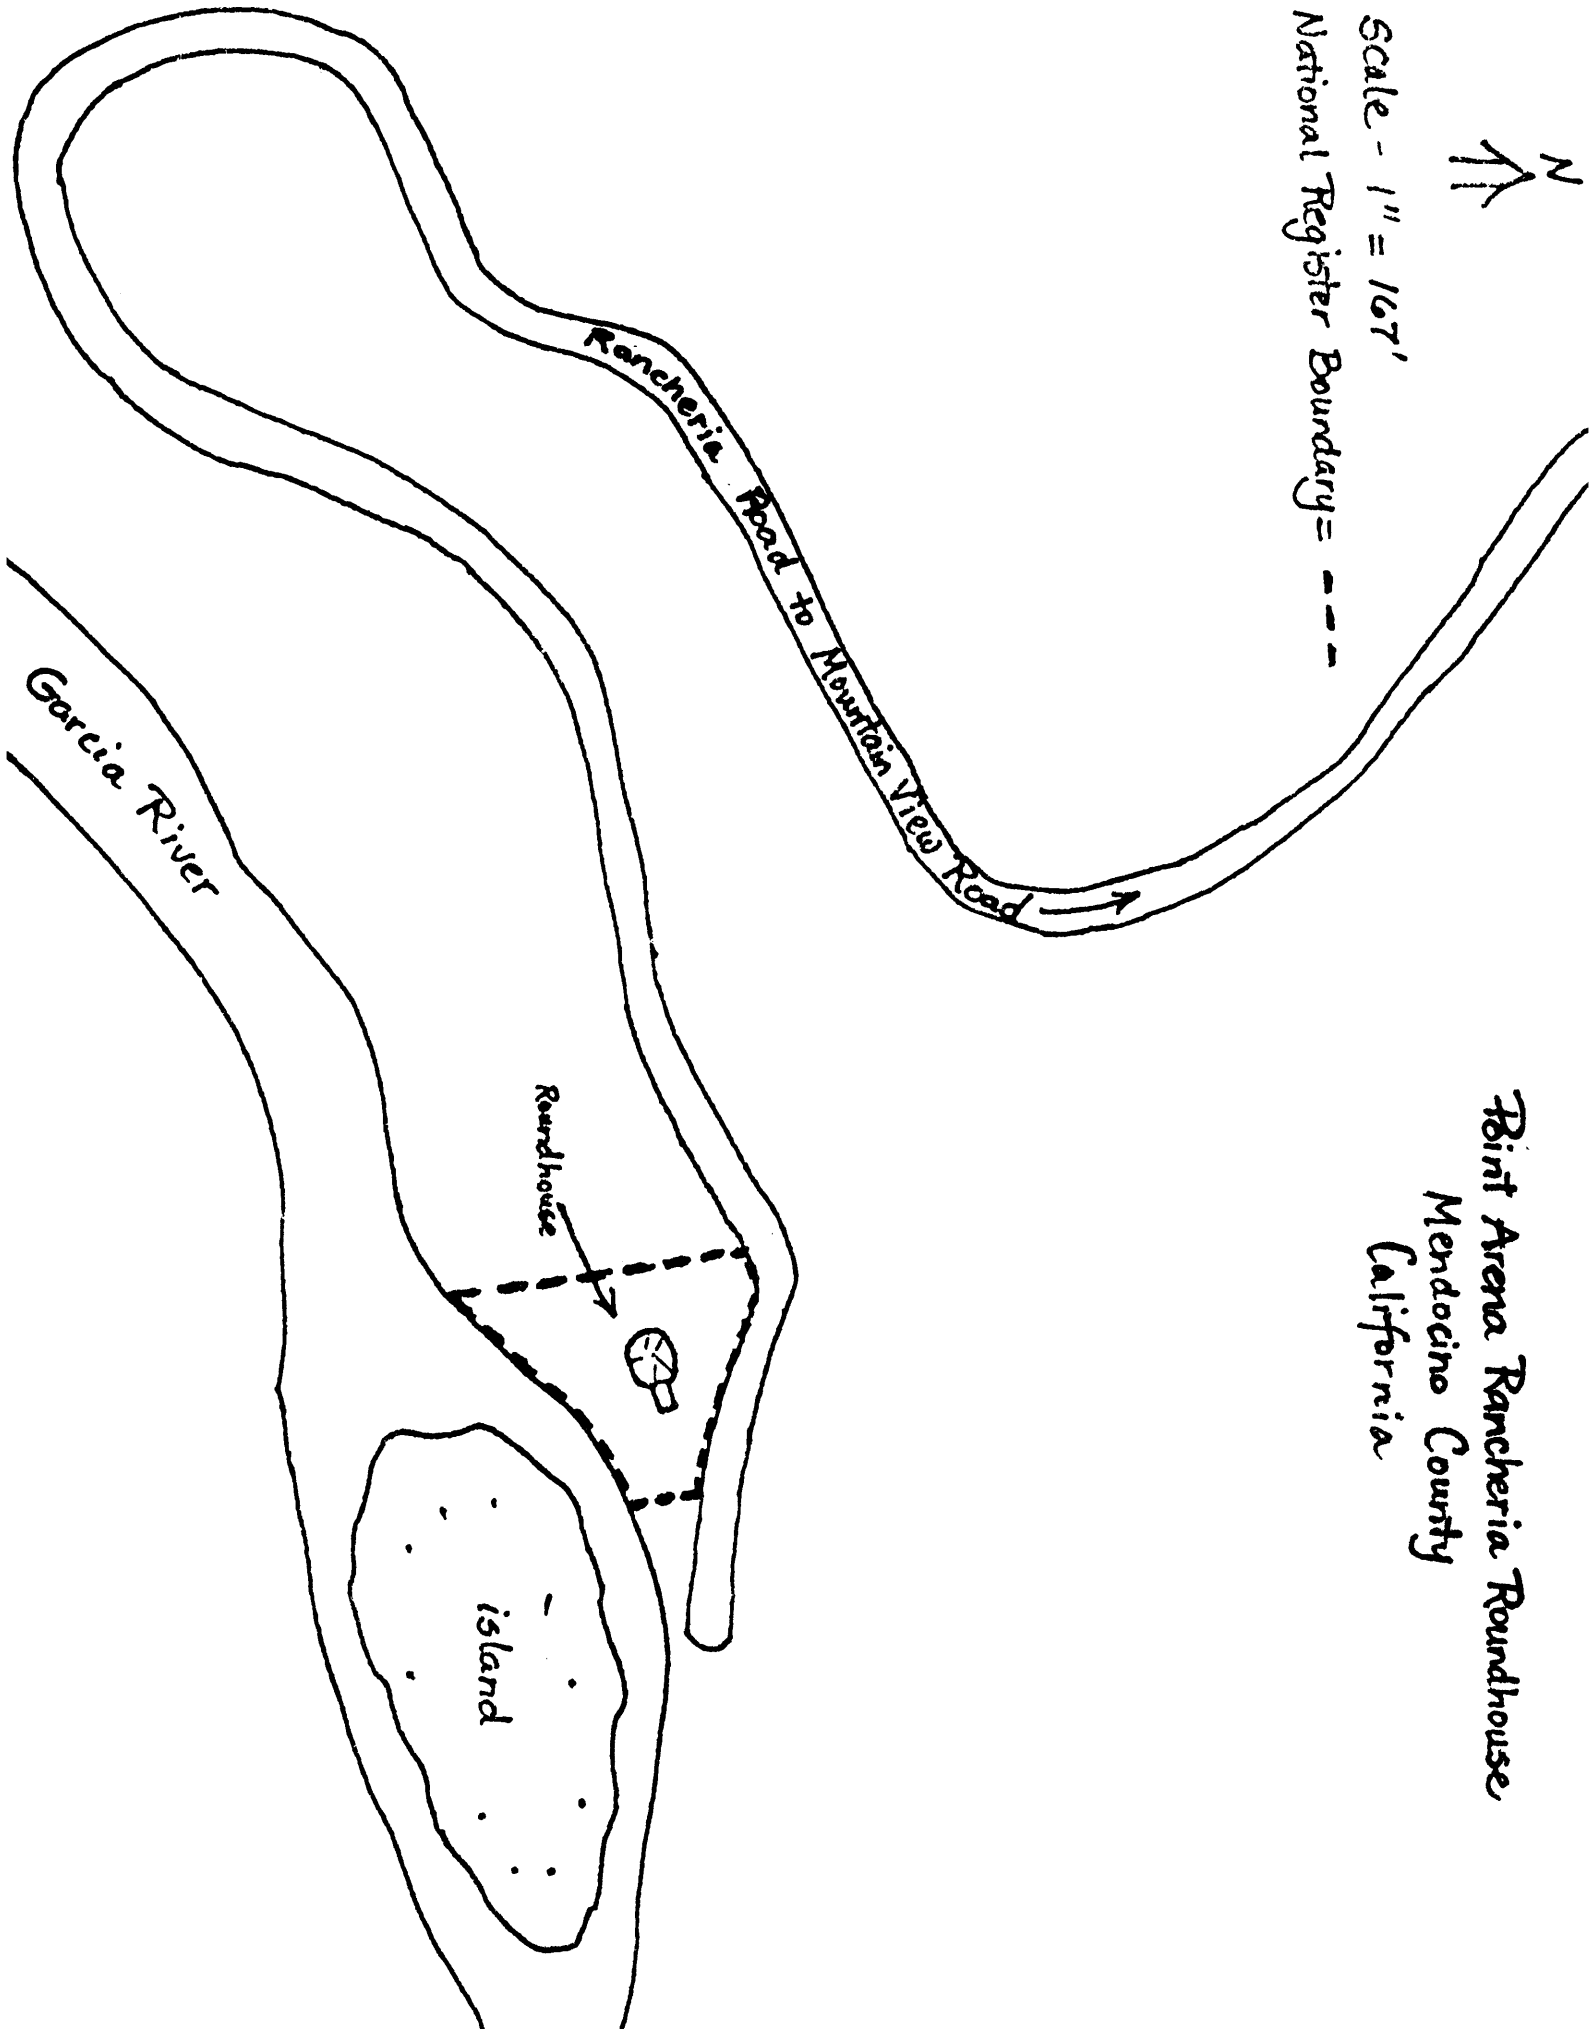 N
Scale - 1" = 167'
National Register Boundary = - - -
Point Arena Rancheria Roundhouse
Mendocino County
California
Rancheria Road to Mountain View Road
Roundhouse
Garcia River
island